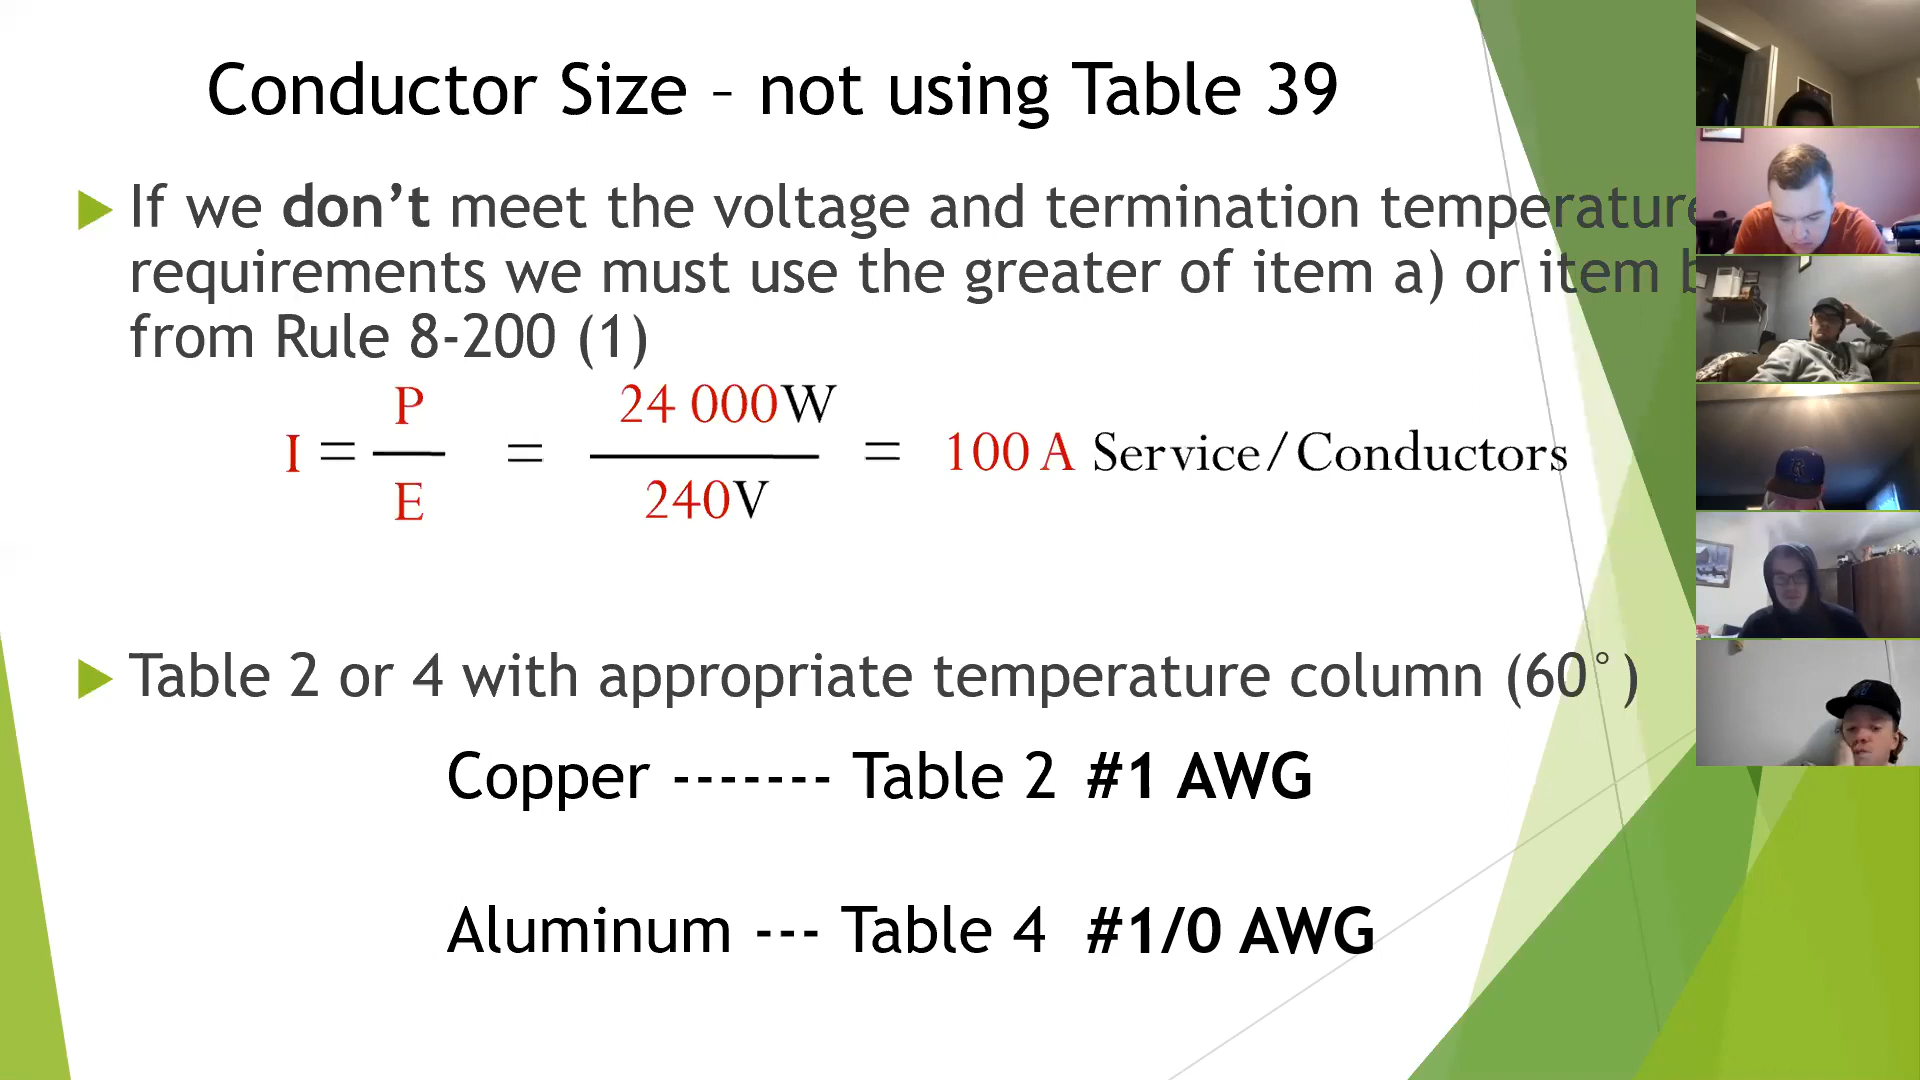 Conductor Size – not using Table 39
If we don't meet the voltage and termination temperature
requirements we must use the greater of item a) or item
from Rule 8-200 (1)
I = P / E = 24 000W / 240V = 100 A Service/Conductors
Table 2 or 4 with appropriate temperature column (60°)
Copper ------- Table 2 #1 AWG
Aluminum --- Table 4 #1/0 AWG